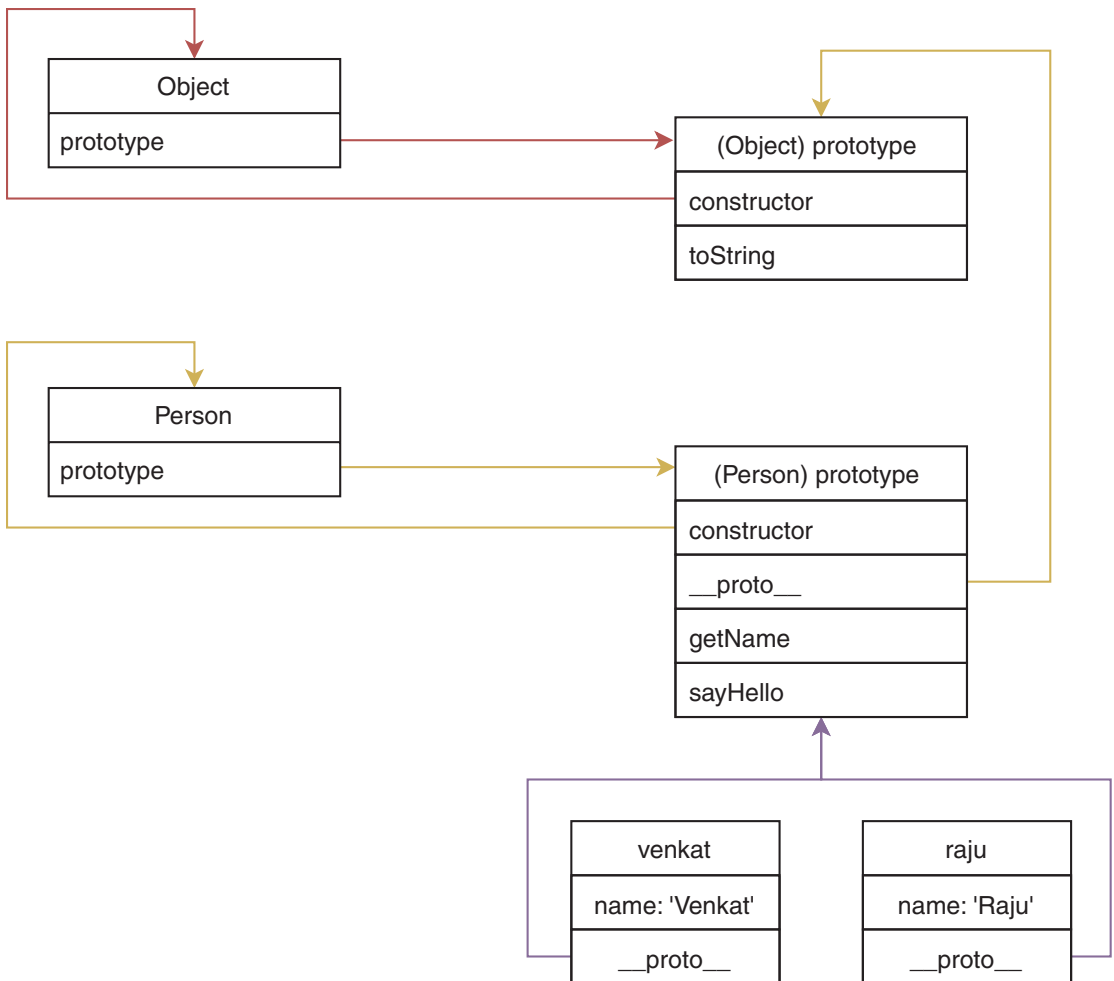 Object
prototype
(Object) prototype
constructor
toString
Person
prototype
(Person) prototype
constructor
__proto__
getName
sayHello
venkat
name: 'Venkat'
__proto__
raju
name: 'Raju'
__proto__